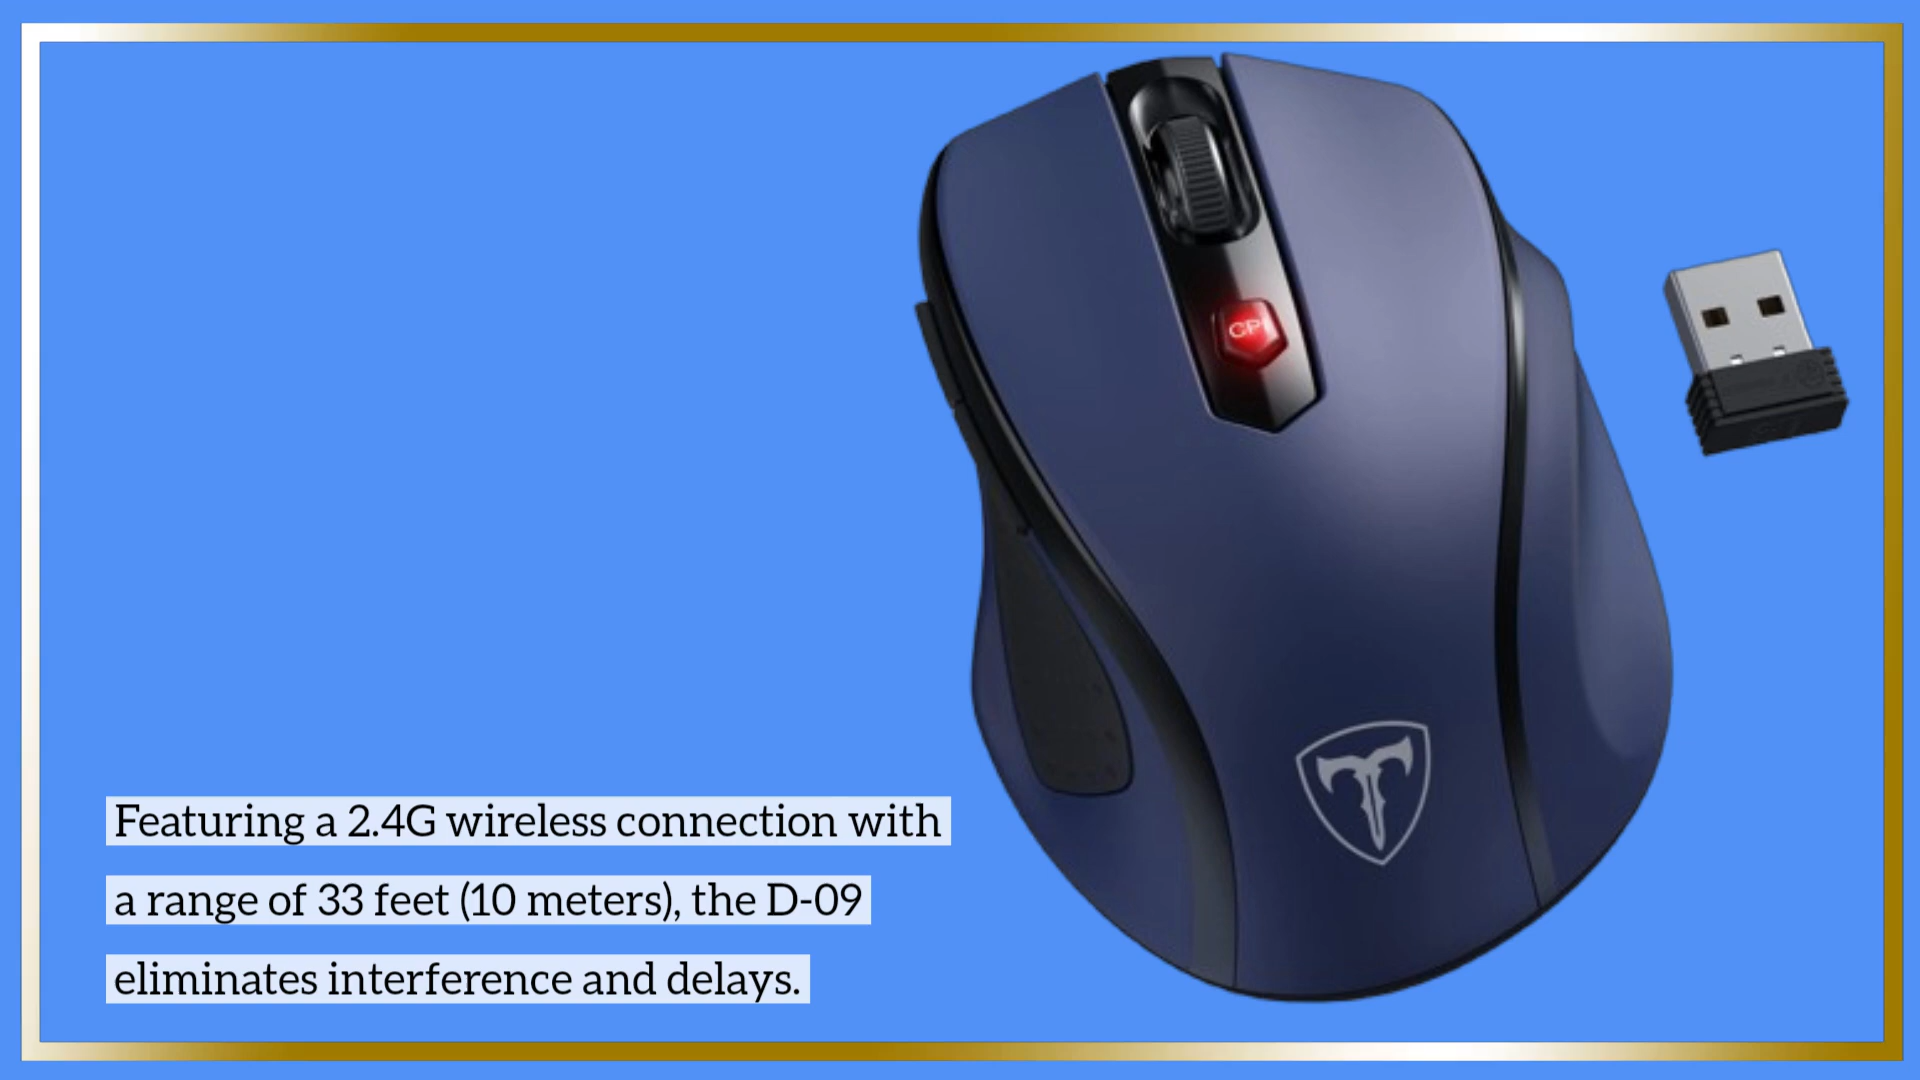 CPI
Featuring a 2.4G wireless connection with
a range of 33 feet (10 meters), the D-09
eliminates interference and delays.